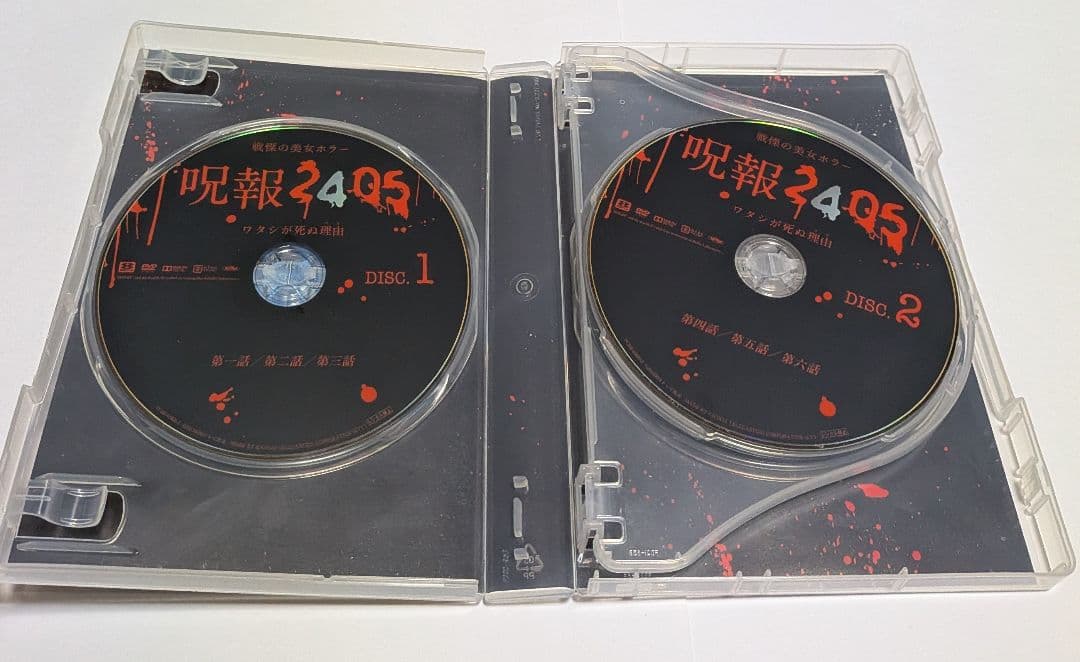 戦慄の美女ホラー
呪報2405
ワタシが死ぬ理由
DISC. 1
第一話／第二話／第三話
戦慄の美女ホラー
呪報2405
ワタシが死ぬ理由
DISC. 2
第四話／第五話／第六話